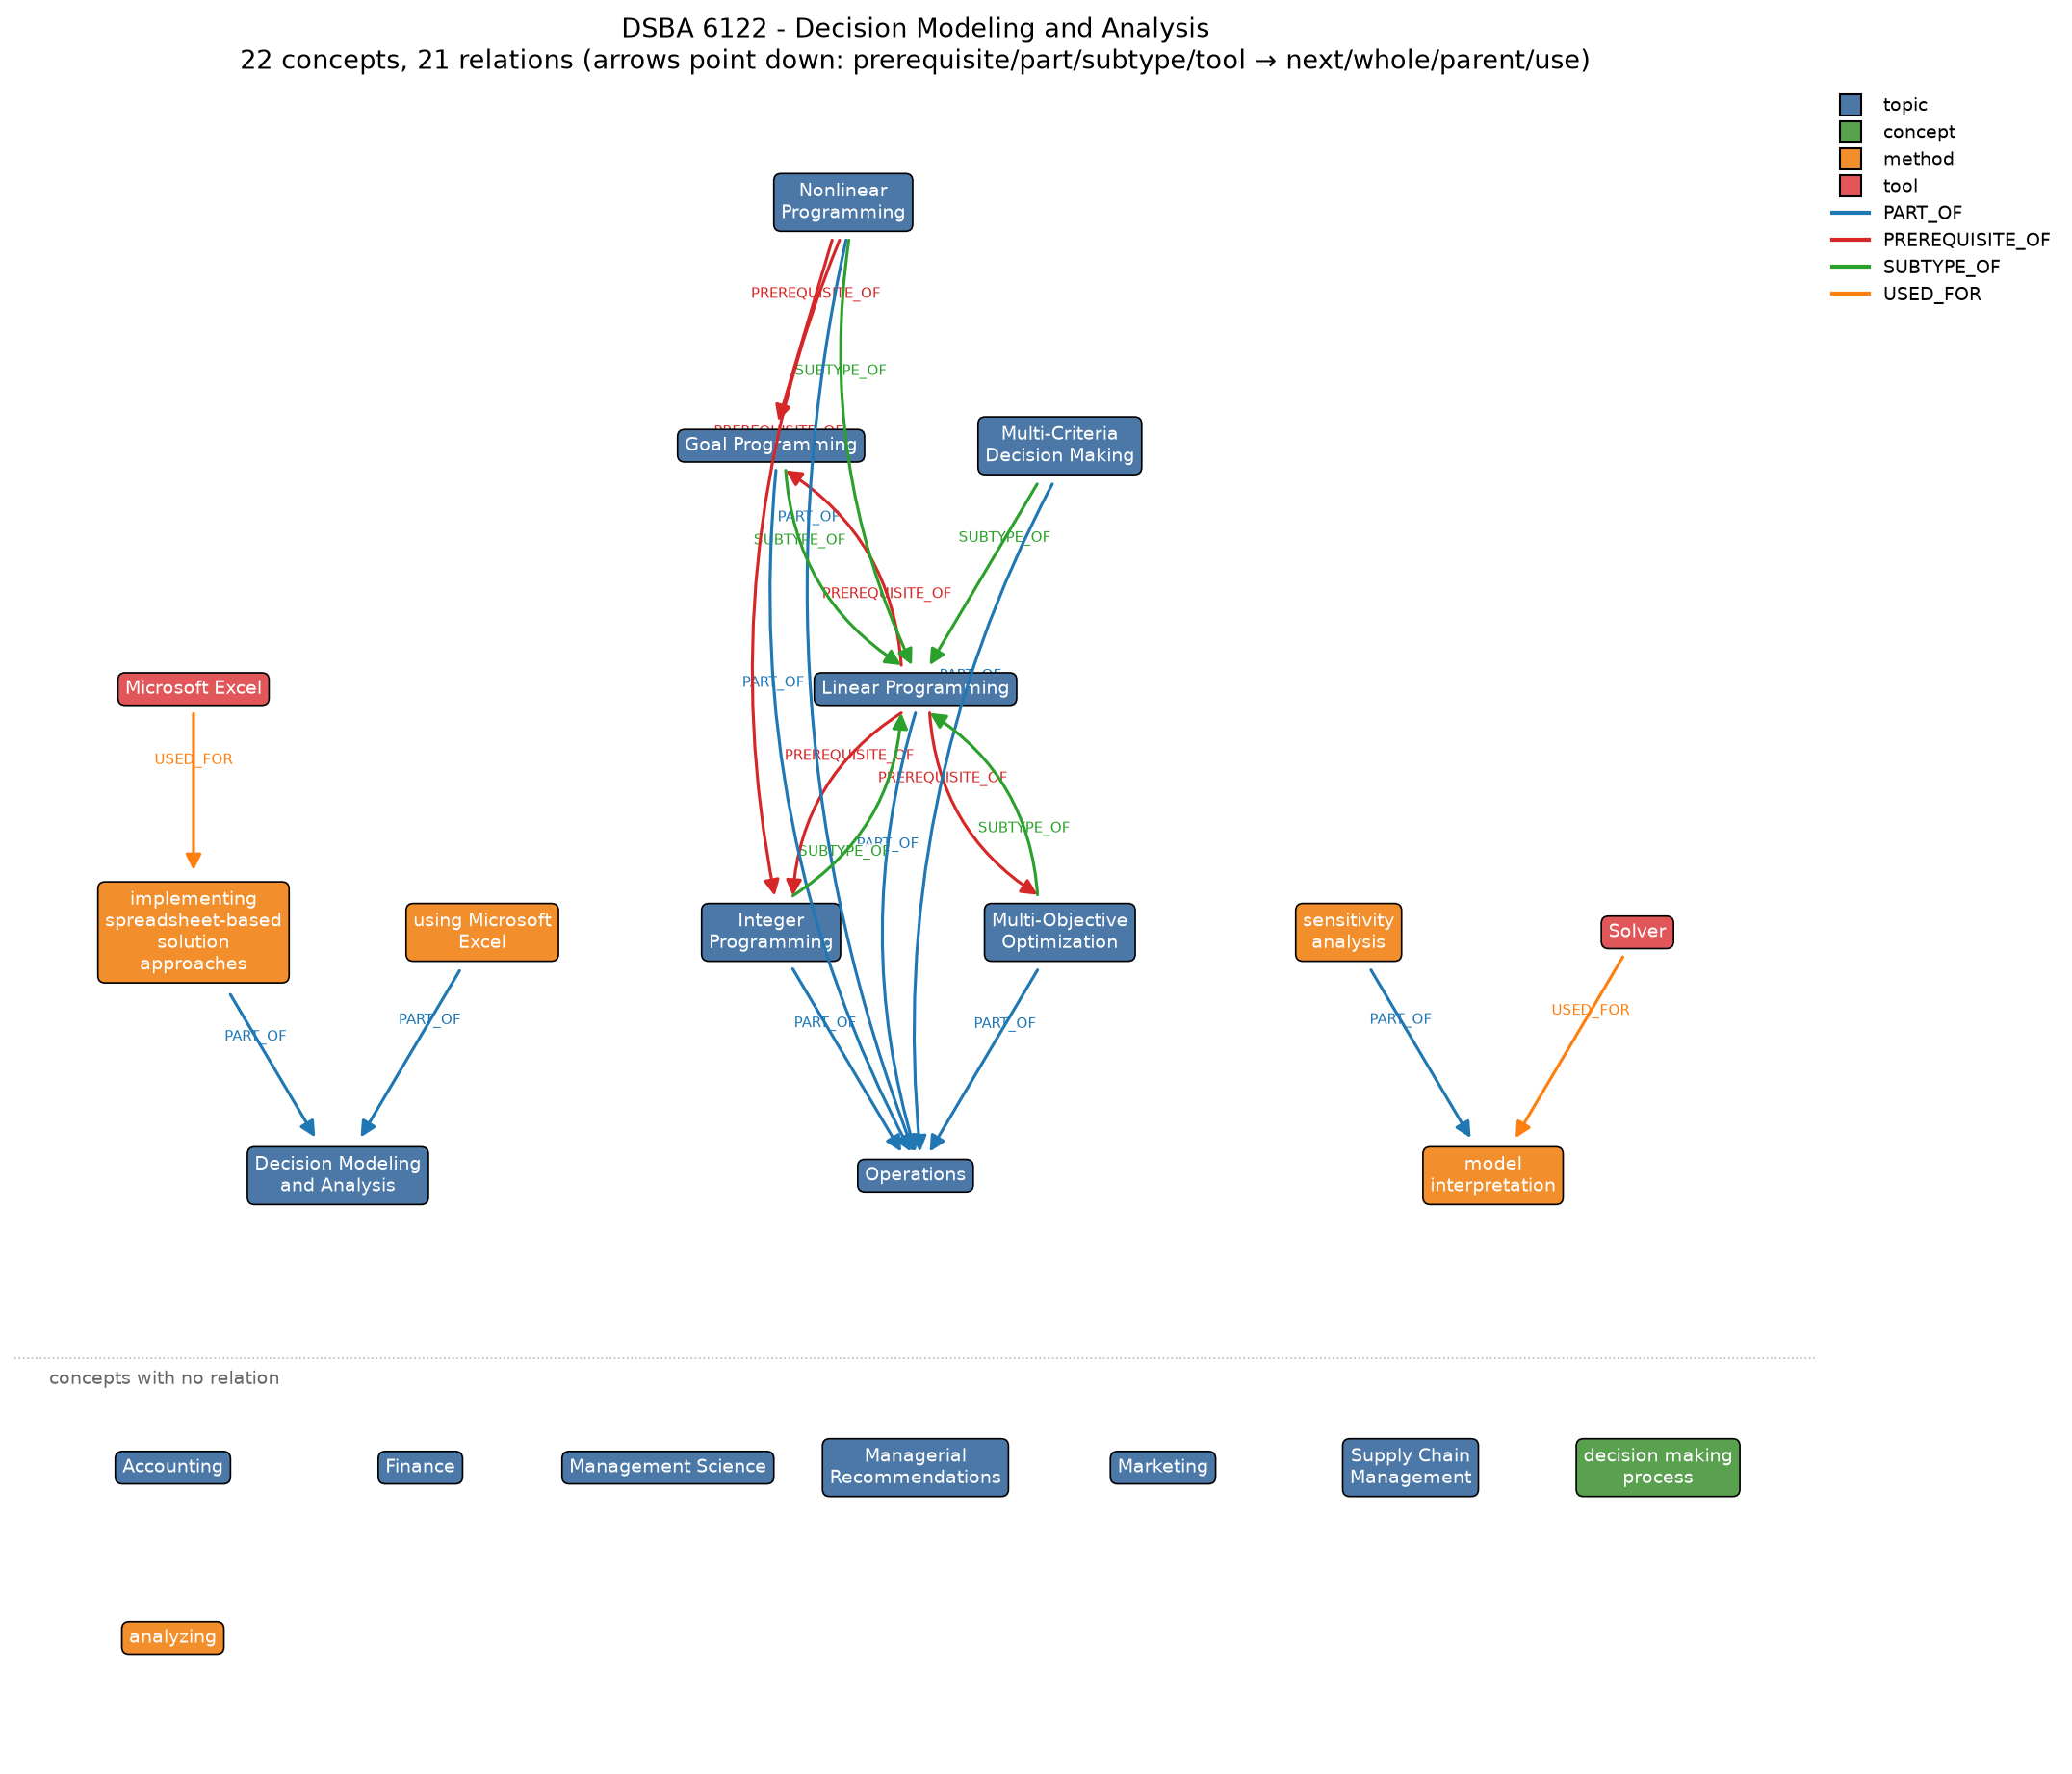 DSBA 6122 - Decision Modeling and Analysis
22 concepts, 21 relations (arrows point down: prerequisite/part/subtype/tool → next/whole/parent/use)
topic
concept
method
tool
PART_OF
PREREQUISITE_OF
SUBTYPE_OF
USED_FOR
Nonlinear
Programming
PREREQUISITE_OF
SUBTYPE_OF
PREREQUISITE_OF
Goal Programming
Multi-Criteria
Decision Making
PART_OF
SUBTYPE_OF
SUBTYPE_OF
PREREQUISITE_OF
PART_OF
PART_OF
Microsoft Excel
Linear Programming
USED_FOR
PREREQUISITE_OF
PREREQUISITE_OF
SUBTYPE_OF
PART_OF
SUBTYPE_OF
implementing
spreadsheet-based
solution
approaches
using Microsoft
Excel
Integer
Programming
Multi-Objective
Optimization
sensitivity
analysis
Solver
PART_OF
PART_OF
PART_OF
PART_OF
PART_OF
USED_FOR
Decision Modeling
and Analysis
Operations
model
interpretation
concepts with no relation
Accounting
Finance
Management Science
Managerial
Recommendations
Marketing
Supply Chain
Management
decision making
process
analyzing